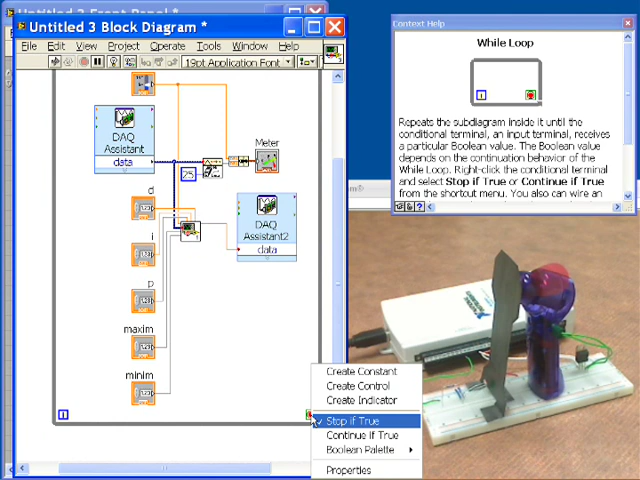 Untitled 3 Block Diagram *
File Edit View Project Operate Tools Window Help
19pt Application Font
DAQ
Assistant
data
Meter
25
d
DAQ
Assistant2
data
i
p
maxim
minim
i
Context Help
While Loop
i
Repeats the subdiagram inside it until the
conditional terminal, an input terminal, receives
a particular Boolean value. The Boolean value
depends on the continuation behavior of the
While Loop. Right-click the conditional terminal
and select Stop if True or Continue if True
from the shortcut menu. You also can wire an
Create Constant
Create Control
Create Indicator
Stop if True
Continue if True
Boolean Palette
Properties